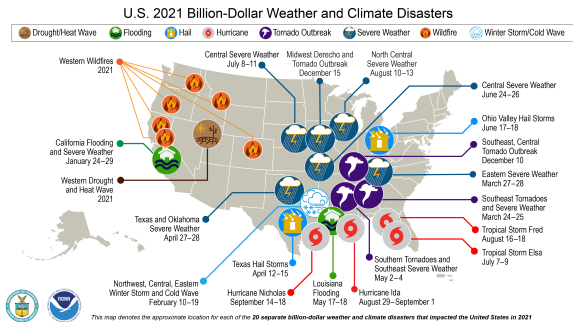 U.S. 2021 Billion-Dollar Weather and Climate Disasters
Drought/Heat Wave
Flooding
Hail
Hurricane
Tornado Outbreak
Severe Weather
Wildfire
Winter Storm/Cold Wave
Western Wildfires
2021
Central Severe Weather
July 8–11
Midwest Derecho and
Tornado Outbreak
December 15
North Central
Severe Weather
August 10–13
Central Severe Weather
June 24–26
Ohio Valley Hail Storms
June 17–18
Southeast, Central
Tornado Outbreak
December 10
Eastern Severe Weather
March 27–28
Southeast Tornadoes
and Severe Weather
March 24–25
Tropical Storm Fred
August 16–18
Tropical Storm Elsa
July 7–9
California Flooding
and Severe Weather
January 24–29
Western Drought
and Heat Wave
2021
Texas and Oklahoma
Severe Weather
April 27–28
Texas Hail Storms
April 12–15
Southern Tornadoes and
Southeast Severe Weather
May 2–4
Northwest, Central, Eastern
Winter Storm and Cold Wave
February 10–19
Hurricane Nicholas
September 14–18
Louisiana
Flooding
May 17–18
Hurricane Ida
August 29–September 1
NOAA
This map denotes the approximate location for each of the 20 separate billion-dollar weather and climate disasters that impacted the United States in 2021